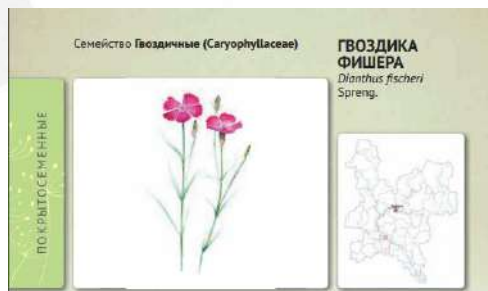 Семейство Гвоздичные (Caryophyllaceae)
ГВОЗДИКА
ФИШЕРА
Dianthus fischeri
Spreng.
ПОКРЫТОСЕМЕННЫЕ